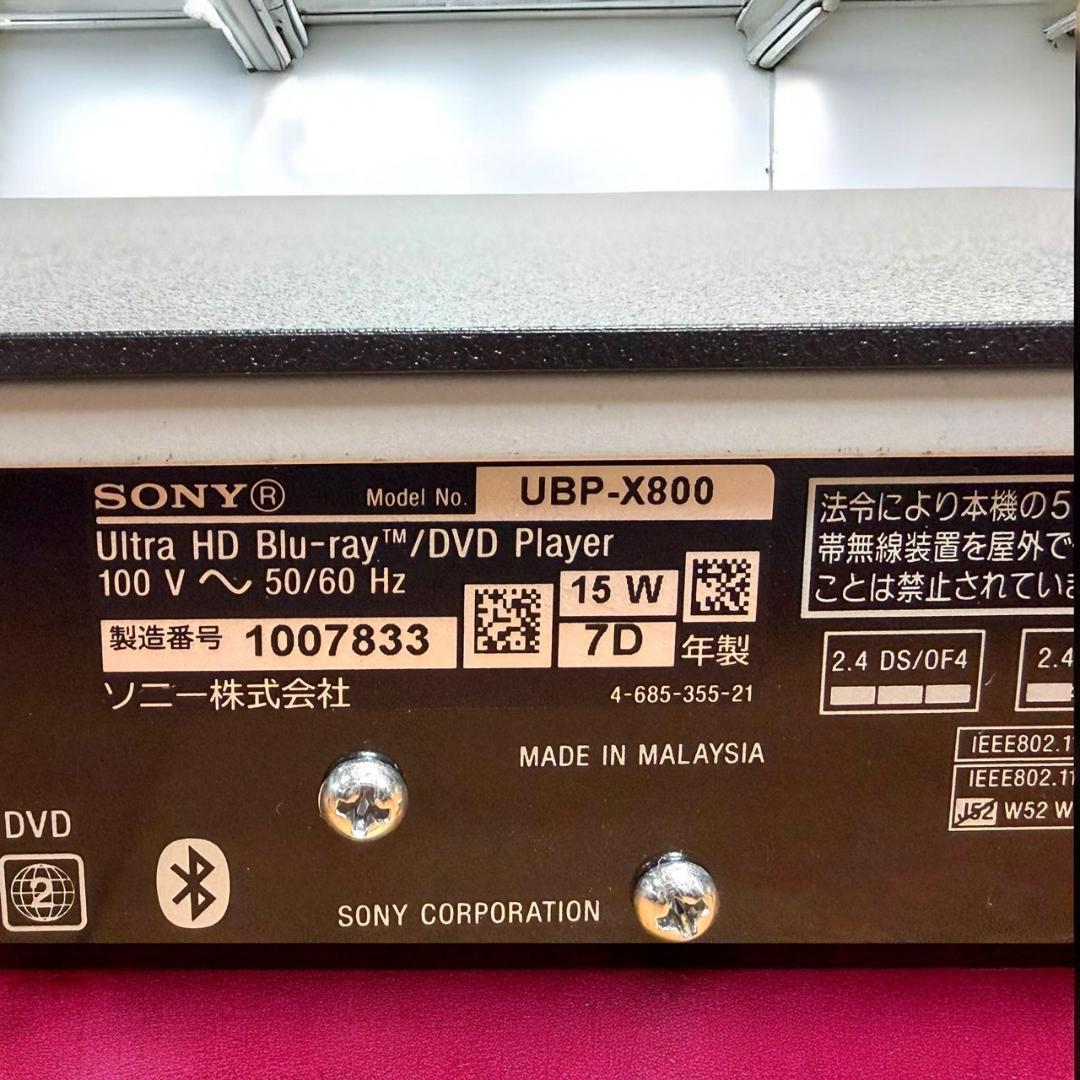 SONY® Model No. UBP-X800
Ultra HD Blu-ray™/DVD Player
100 V 〜 50/60 Hz
15 W
製造番号 1007833
7D 年製
ソニー株式会社
4-685-355-21
MADE IN MALAYSIA
法令により本機の5
帯無線装置を屋外で
ことは禁止されていま
2.4 DS/OF4
2.4
IEEE802.11
IEEE802.11
J52 W52 W
DVD
2
SONY CORPORATION